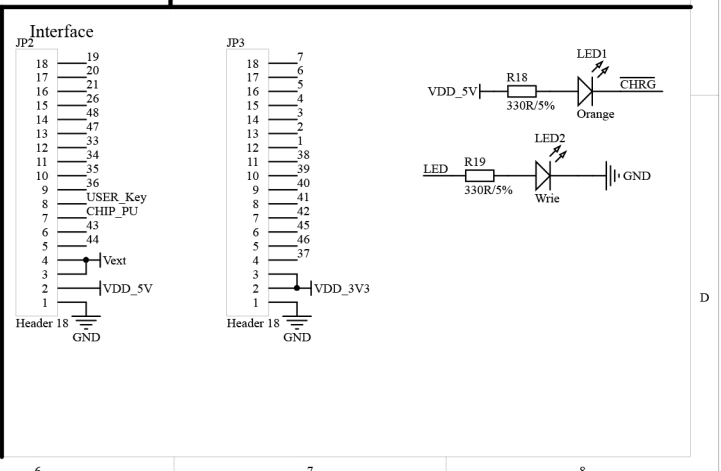 Interface
JP2
18 19
17 20
16 21
15 26
14 48
13 47
12 33
11 34
10 35
9 36
8 USER_Key
7 CHIP_PU
6 43
5 44
4 Vext
3
2 VDD_5V
1
Header 18
GND
JP3
18 7
17 6
16 5
15 4
14 3
13 2
12 1
11 38
10 39
9 40
8 41
7 42
6 45
5 46
4 37
3
2 VDD_3V3
1
Header 18
GND
LED1
R18
VDD_5V
CHRG
330R/5%
Orange
LED2
R19
LED
GND
330R/5%
Wrie
D
6 7 8